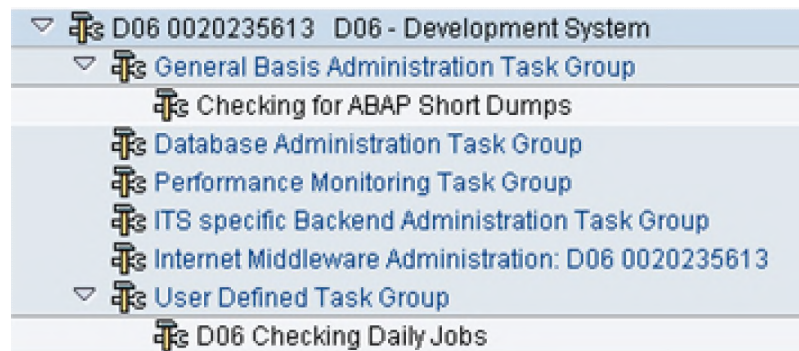 D06 0020235613 D06 - Development System
General Basis Administration Task Group
Checking for ABAP Short Dumps
Database Administration Task Group
Performance Monitoring Task Group
ITS specific Backend Administration Task Group
Internet Middleware Administration: D06 0020235613
User Defined Task Group
D06 Checking Daily Jobs